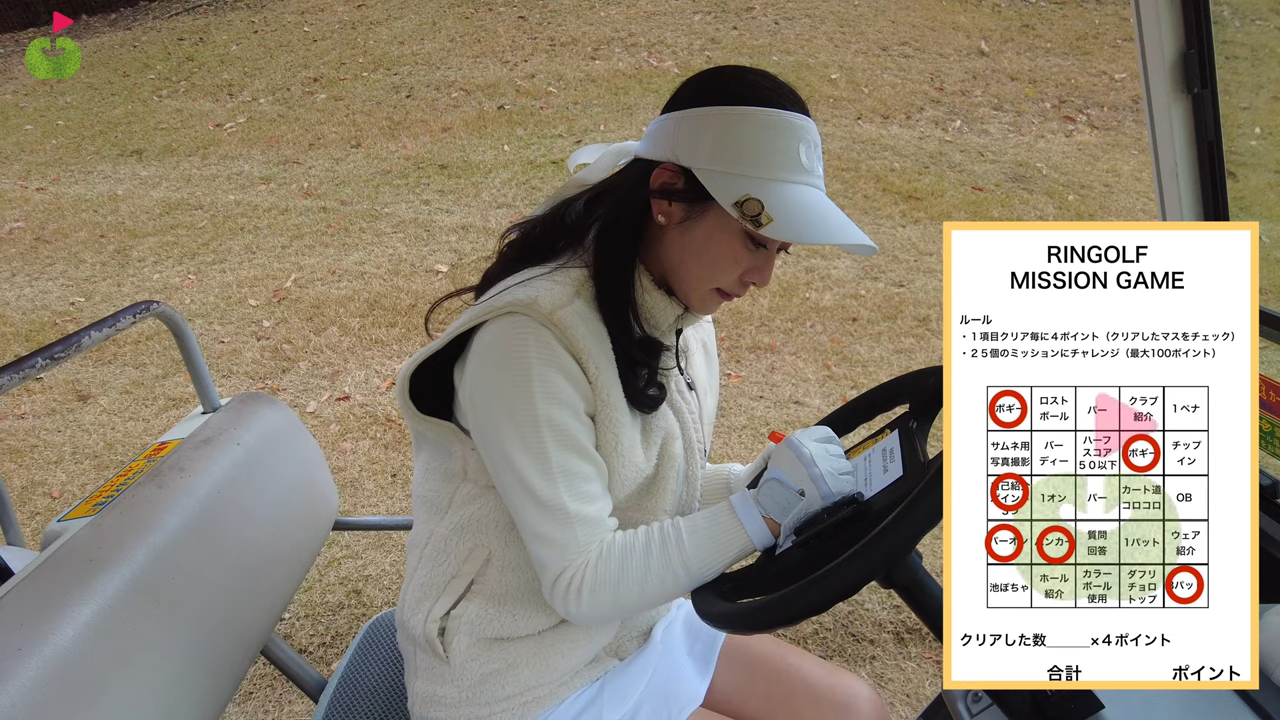 RINGOLF
MISSION GAME
ルール
・1項目クリア毎に4ポイント（クリアしたマスをチェック）
・25個のミッションにチャレンジ（最大100ポイント）
ボギー
ロスト
ボール
パー
クラブ
紹介
1ペナ
サムネ用
写真撮影
バー
ディー
ハーフ
スコア
50以下
ボギー
チップ
イン
1オン
パー
カート道
コロコロ
OB
質問
回答
1パット
ウェア
紹介
池ぽちゃ
ホール
紹介
カラー
ボール
使用
ダフリ
チョロ
トップ
クリアした数_____×4ポイント
合計 ポイント